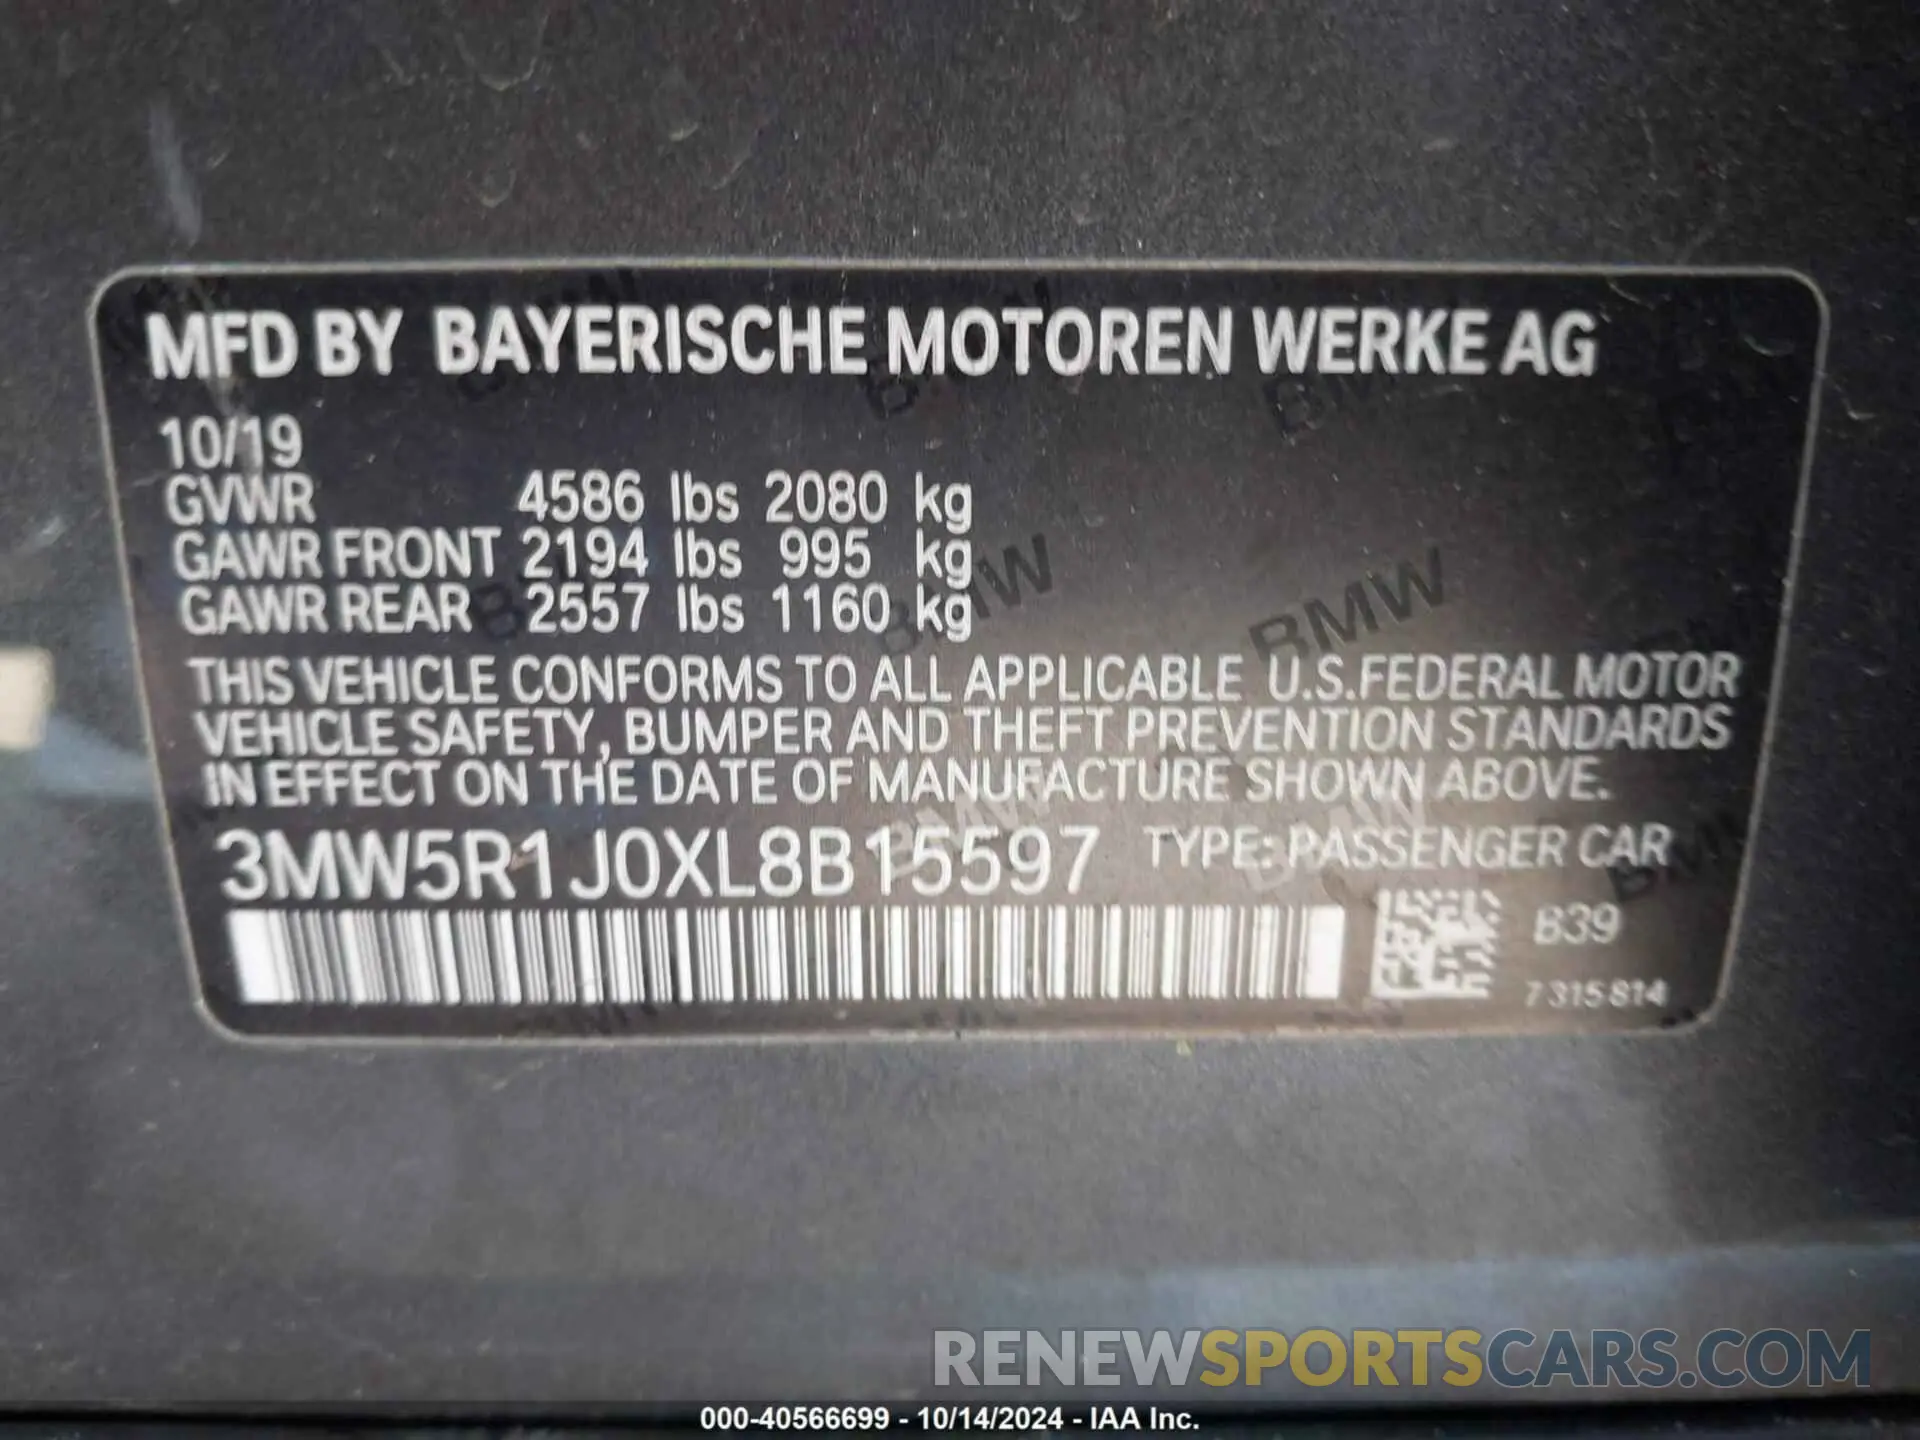 MFD BY BAYERISCHE MOTOREN WERKE AG
10/19
GVWR 4586 lbs 2080 kg
GAWR FRONT 2194 lbs 995 kg
GAWR REAR 2557 lbs 1160 kg
THIS VEHICLE CONFORMS TO ALL APPLICABLE U.S.FEDERAL MOTOR
VEHICLE SAFETY, BUMPER AND THEFT PREVENTION STANDARDS
IN EFFECT ON THE DATE OF MANUFACTURE SHOWN ABOVE.
3MW5R1J0XL8B15597 TYPE: PASSENGER CAR
B39
7315814
RENEWSPORTSCARS.COM
000-40566699 - 10/14/2024 - IAA Inc.